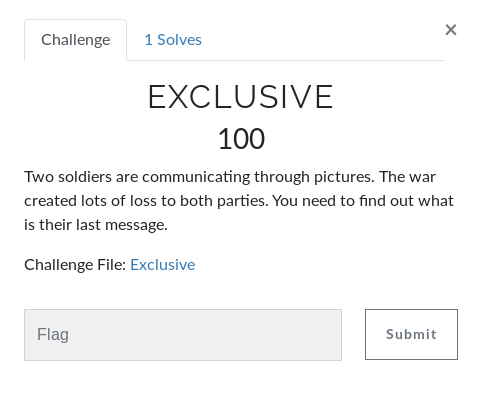 Challenge
1 Solves
×
EXCLUSIVE
100
Two soldiers are communicating through pictures. The war
created lots of loss to both parties. You need to find out what
is their last message.
Challenge File: Exclusive
Flag
Submit